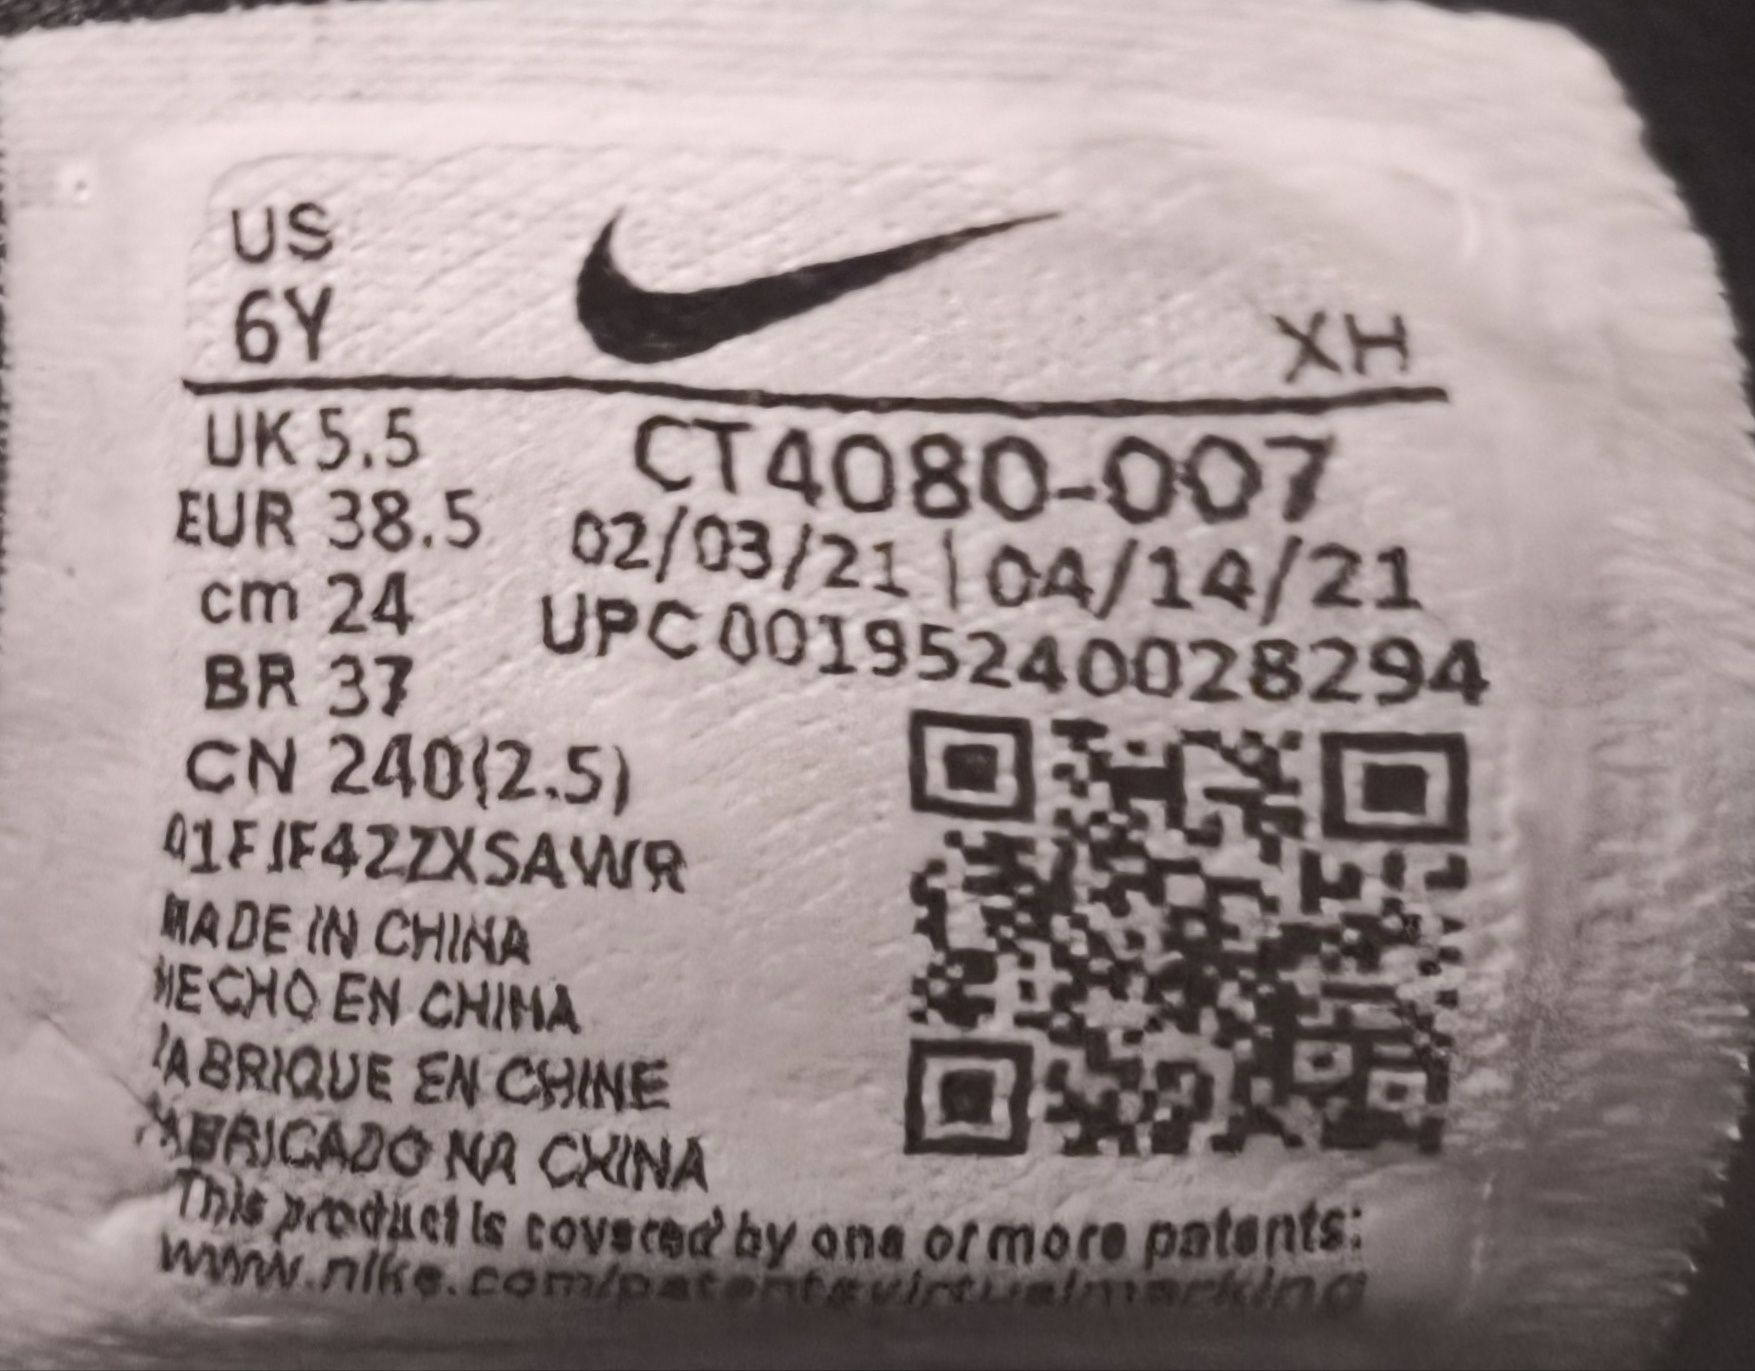 US
6Y
XH
UK 5.5
EUR 38.5
cm 24
BR 37
CN 240(2.5)
CT4080-007
02/03/21 | 04/14/21
UPC 00195240028294
MADE IN CHINA
HECHO EN CHINA
FABRIQUE EN CHINE
FABRICADO NA CHINA
This product is covered by one or more patents:
www.nike.com/patentsvirtualmarking